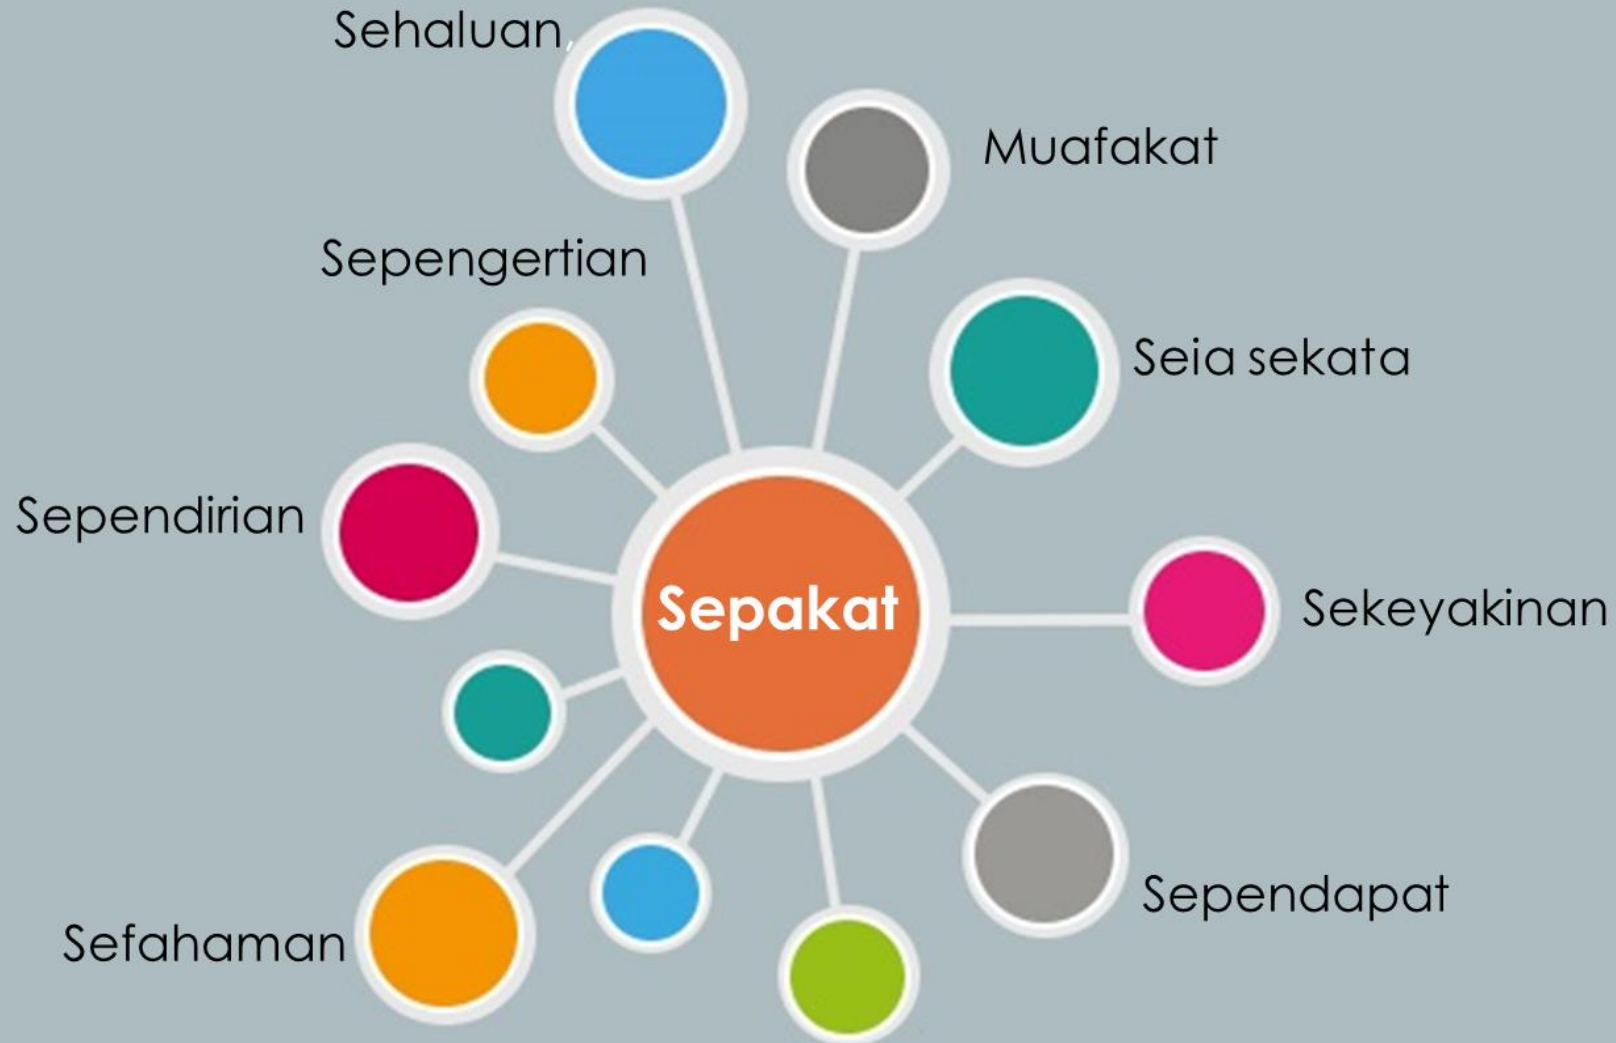 Sehaluan,
Muafakat
Sepengertian
Seia sekata
Sependirian
Sepakat
Sekeyakinan
Sependapat
Sefahaman